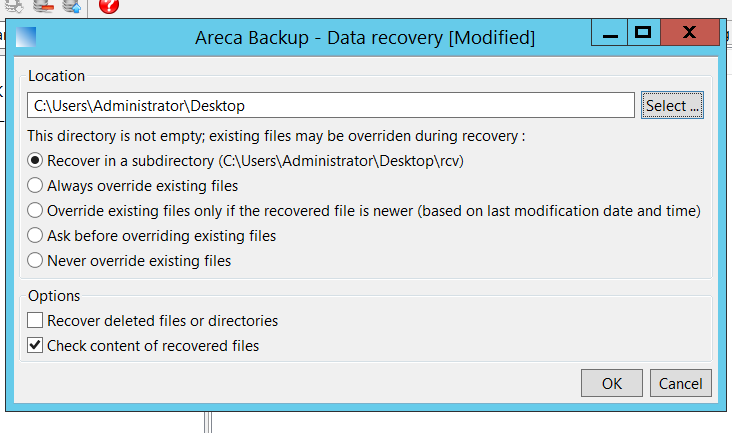 Areca Backup - Data recovery [Modified]
Location
C:\Users\Administrator\Desktop
Select ...
This directory is not empty; existing files may be overriden during recovery :
Recover in a subdirectory (C:\Users\Administrator\Desktop\rcv)
Always override existing files
Override existing files only if the recovered file is newer (based on last modification date and time)
Ask before overriding existing files
Never override existing files
Options
Recover deleted files or directories
Check content of recovered files
OK
Cancel